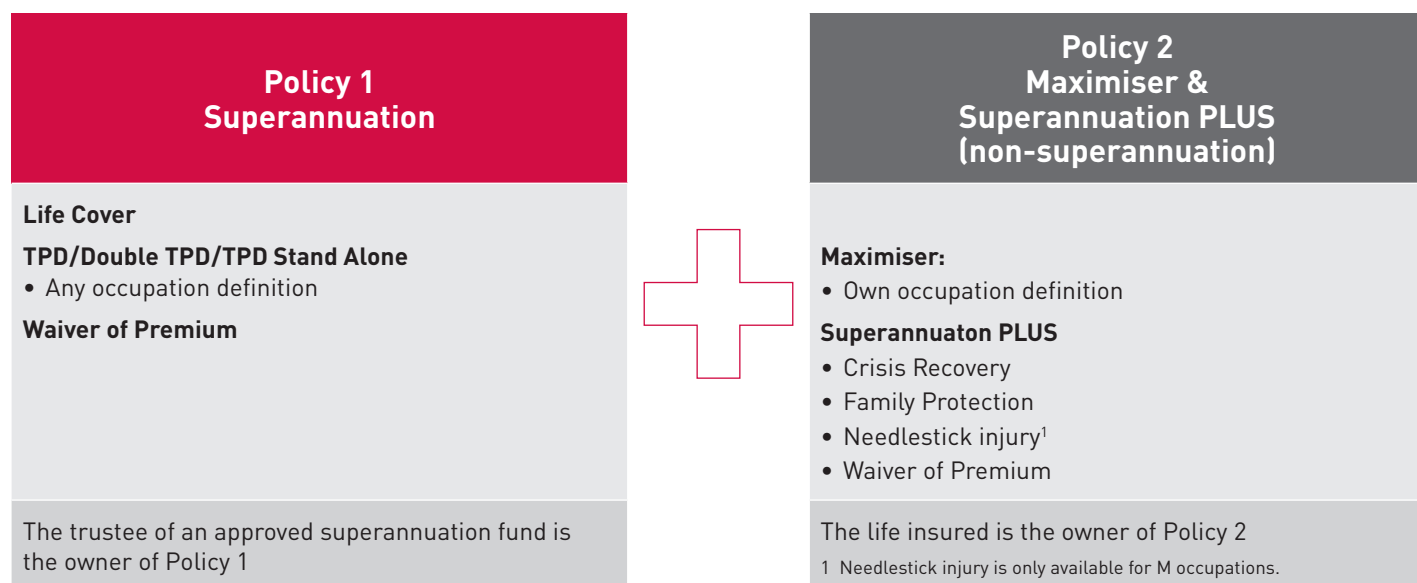 Policy 1
Superannuation
Life Cover
TPD/Double TPD/TPD Stand Alone
• Any occupation definition
Waiver of Premium
The trustee of an approved superannuation fund is
the owner of Policy 1
Policy 2
Maximiser &
Superannuation PLUS
(non-superannuation)
Maximiser:
• Own occupation definition
Superannuaton PLUS
• Crisis Recovery
• Family Protection
• Needlestick injury¹
• Waiver of Premium
The life insured is the owner of Policy 2
1 Needlestick injury is only available for M occupations.